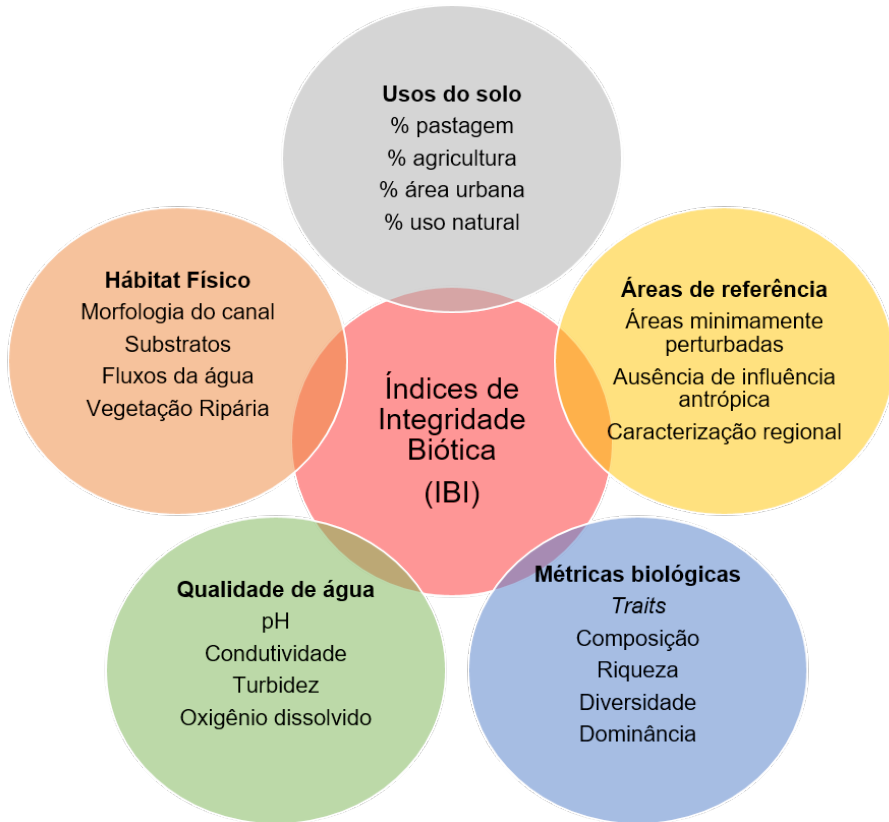 Usos do solo
% pastagem
% agricultura
% área urbana
% uso natural
Hábitat Físico
Morfologia do canal
Substratos
Fluxos da água
Vegetação Ripária
Áreas de referência
Áreas minimamente
perturbadas
Ausência de influência
antrópica
Caracterização regional
Índices de
Integridade
Biótica
(IBI)
Qualidade de água
pH
Condutividade
Turbidez
Oxigênio dissolvido
Métricas biológicas
Traits
Composição
Riqueza
Diversidade
Dominância